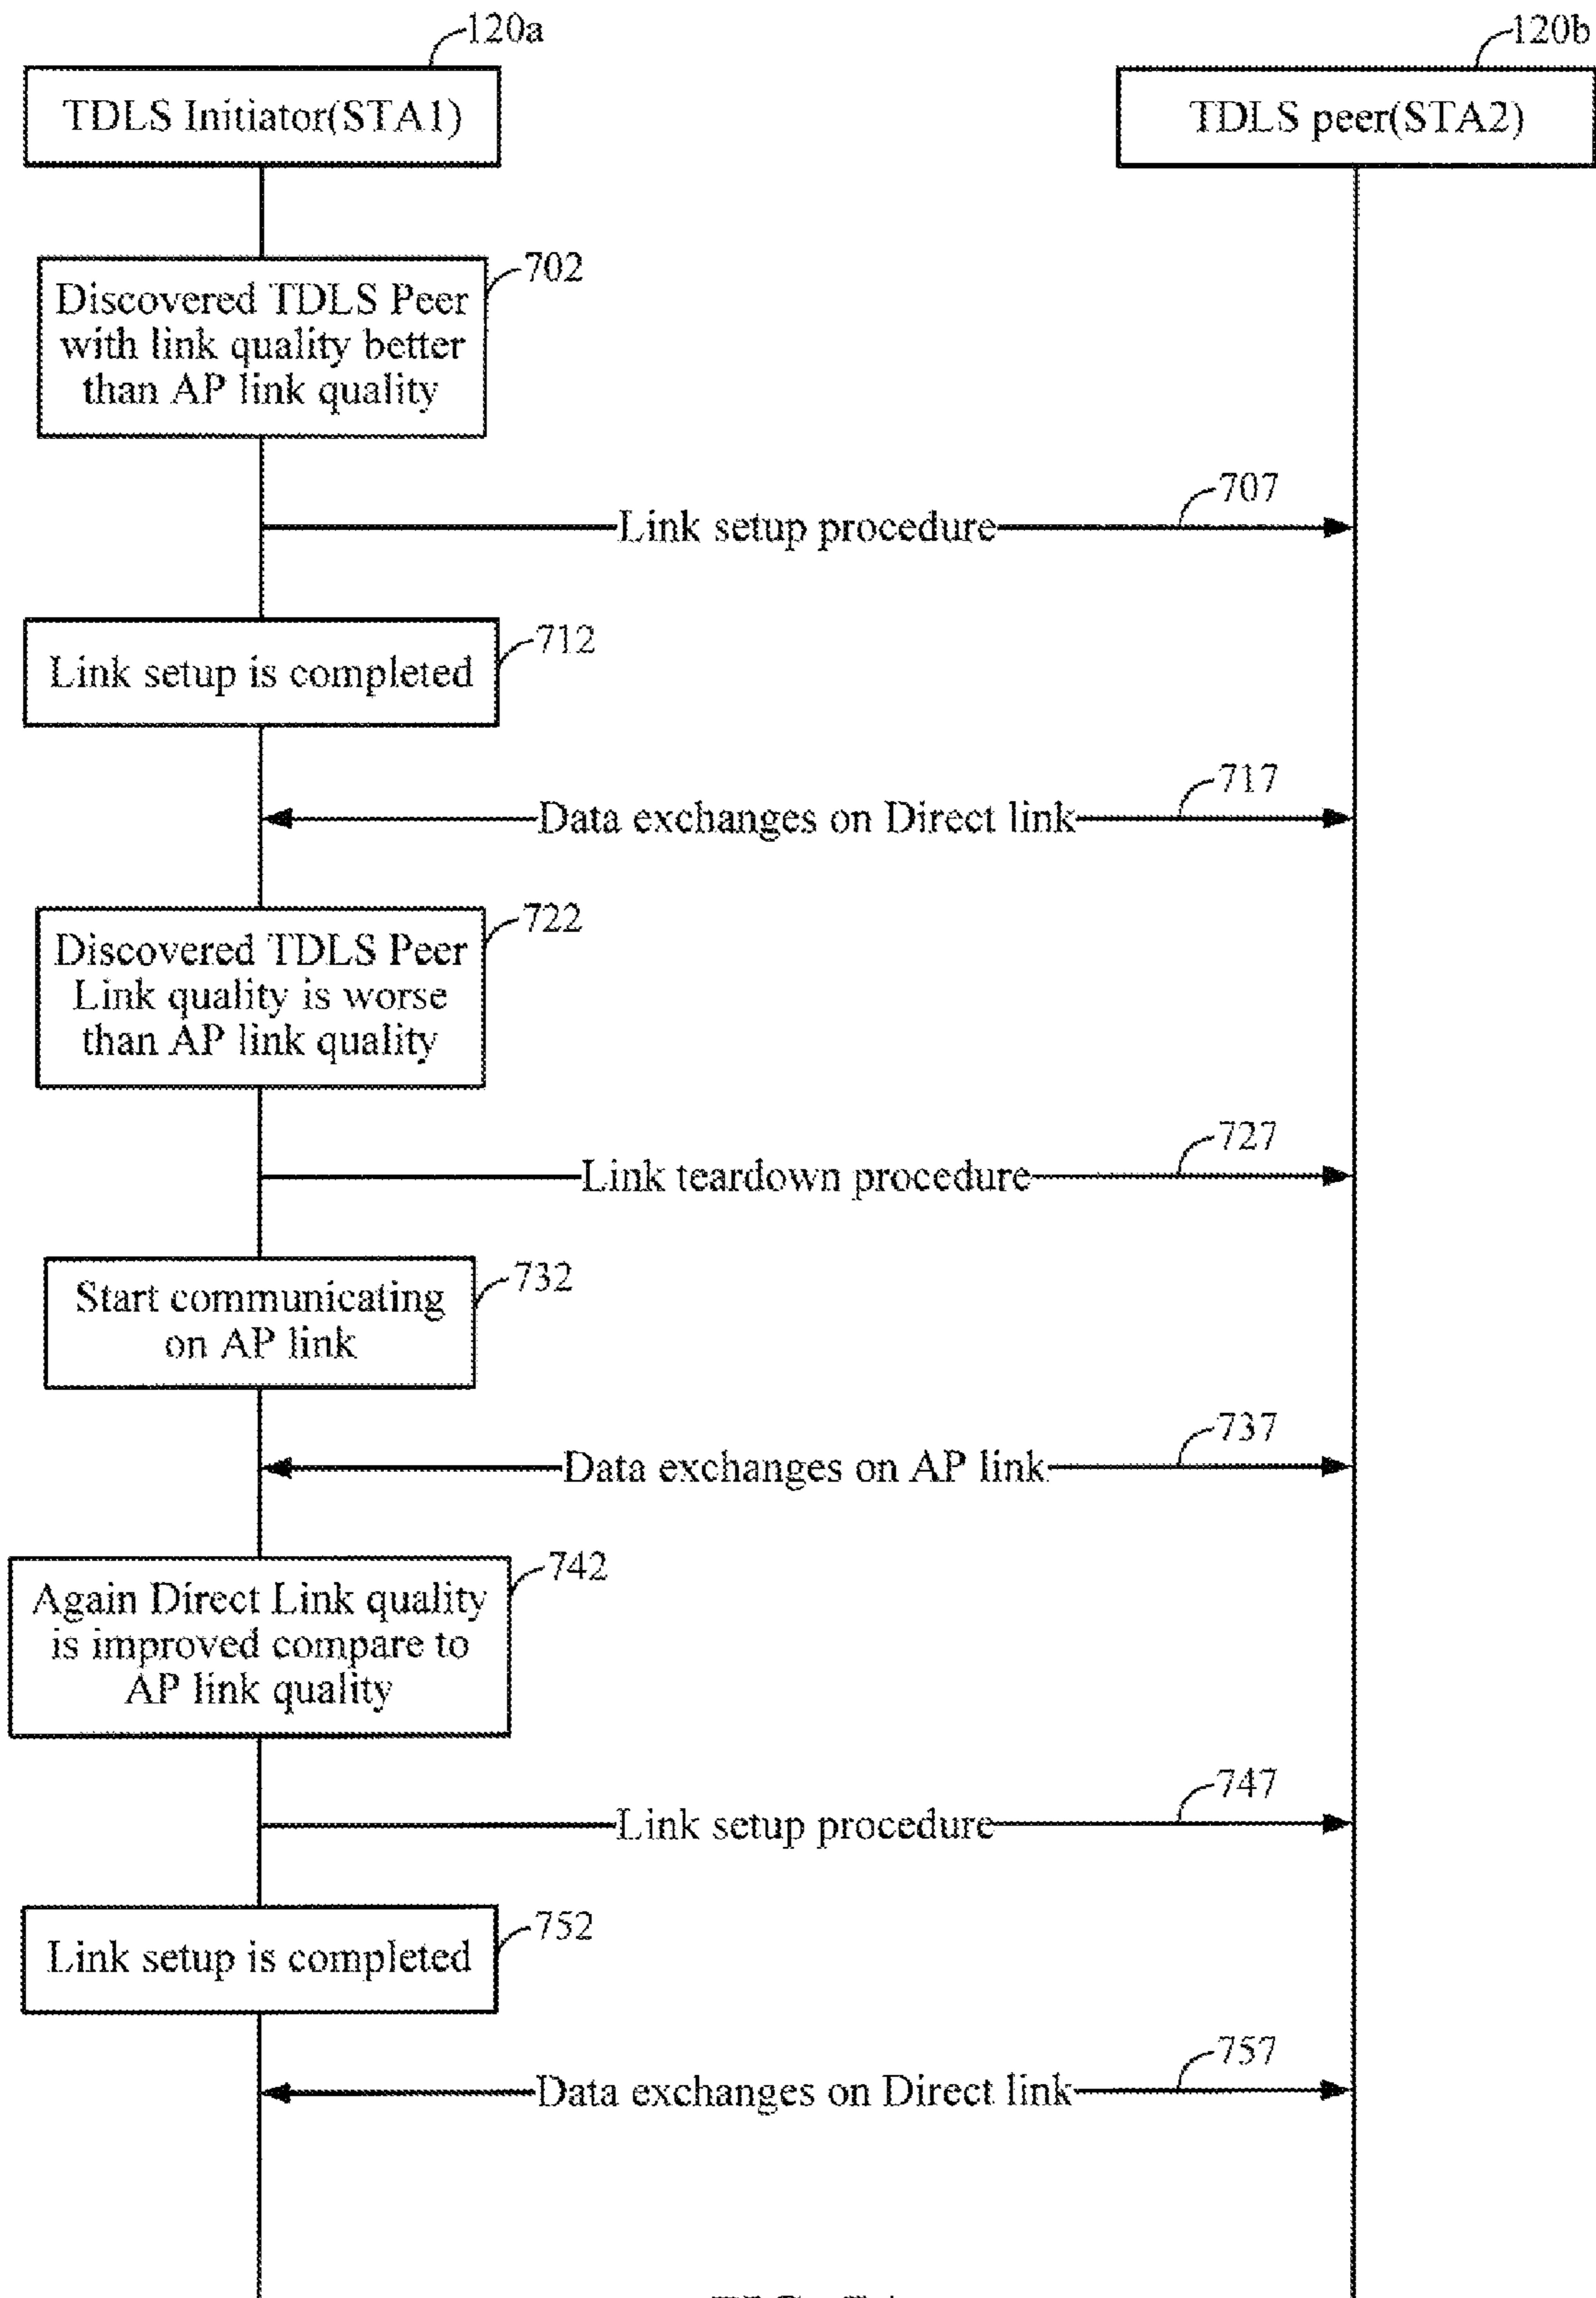 120a
120b
TDLS Initiator(STA1)
TDLS peer(STA2)
702
Discovered TDLS Peer
with link quality better
than AP link quality
707
Link setup procedure
712
Link setup is completed
717
Data exchanges on Direct link
722
Discovered TDLS Peer
Link quality is worse
than AP link quality
727
Link teardown procedure
732
Start communicating
on AP link
737
Data exchanges on AP link
742
Again Direct Link quality
is improved compare to
AP link quality
747
Link setup procedure
752
Link setup is completed
757
Data exchanges on Direct link